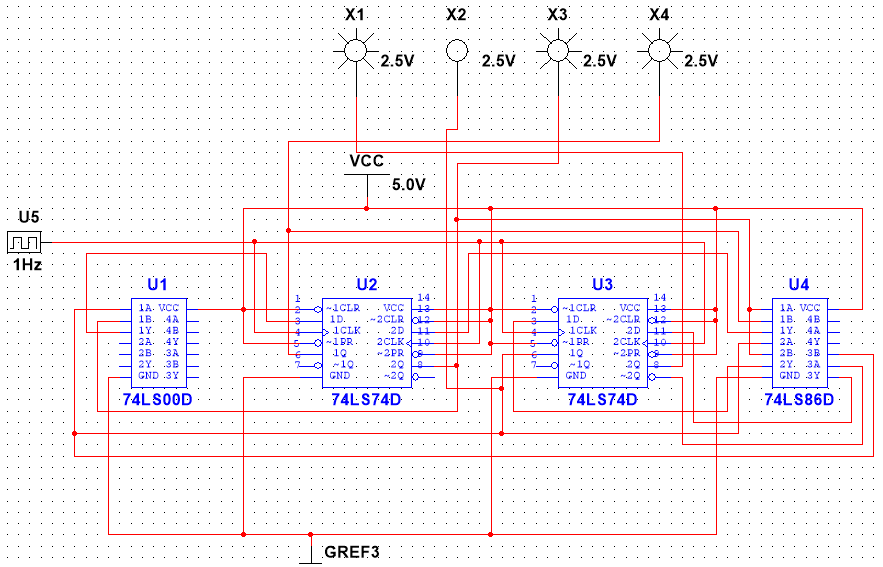 X1 X2 X3 X4
2.5V 2.5V 2.5V 2.5V
VCC
5.0V
U5
1Hz
U1 U2 U3 U4
1A VCC
1B 4B
1Y 4A
2A 4Y
2B 3B
2Y 3A
GND 3Y
74LS00D
1 14
2 ~1CLR VCC 13
3 1D ~2CLR 12
4 1CLK 2D 11
5 ~1PR 2CLK 10
6 1Q ~2PR 9
7 ~1Q 2Q 8
GND ~2Q
74LS74D
1 14
2 ~1CLR VCC 13
3 1D ~2CLR 12
4 1CLK 2D 11
5 ~1PR 2CLK 10
6 1Q ~2PR 9
7 ~1Q 2Q 8
GND ~2Q
74LS74D
1A VCC
1B 4B
1Y 4A
2A 4Y
2B 3B
2Y 3A
GND 3Y
74LS86D
GREF3